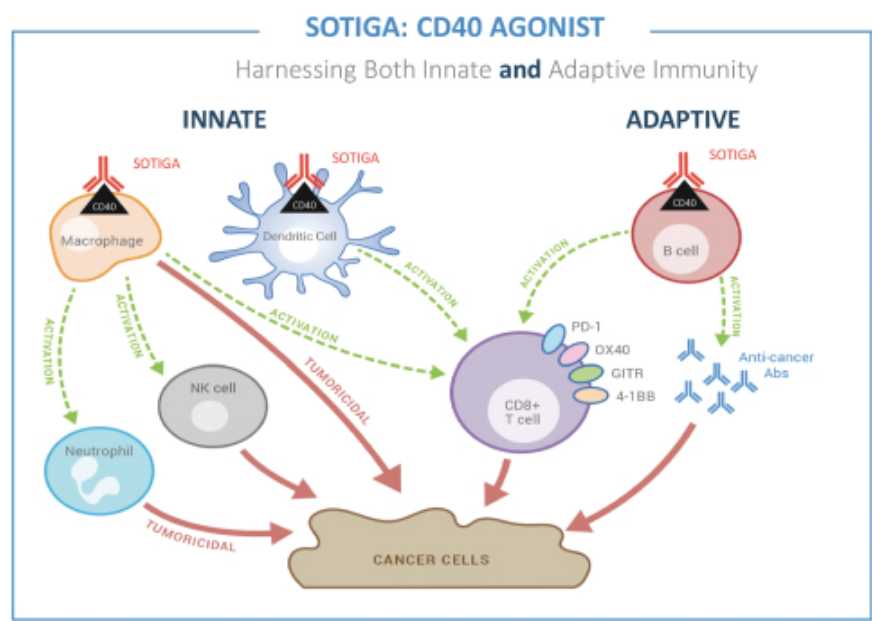 SOTIGA: CD40 AGONIST
Harnessing Both Innate and Adaptive Immunity
INNATE
ADAPTIVE
SOTIGA
SOTIGA
SOTIGA
CD40
CD40
CD40
Macrophage
Dendritic Cell
B cell
ACTIVATION
ACTIVATION
ACTIVATION
ACTIVATION
ACTIVATION
ACTIVATION
TUMORICIDAL
PD-1
OX40
GITR
4-1BB
Anti-cancer
Abs
NK cell
CD8+
T cell
Neutrophil
TUMORICIDAL
CANCER CELLS